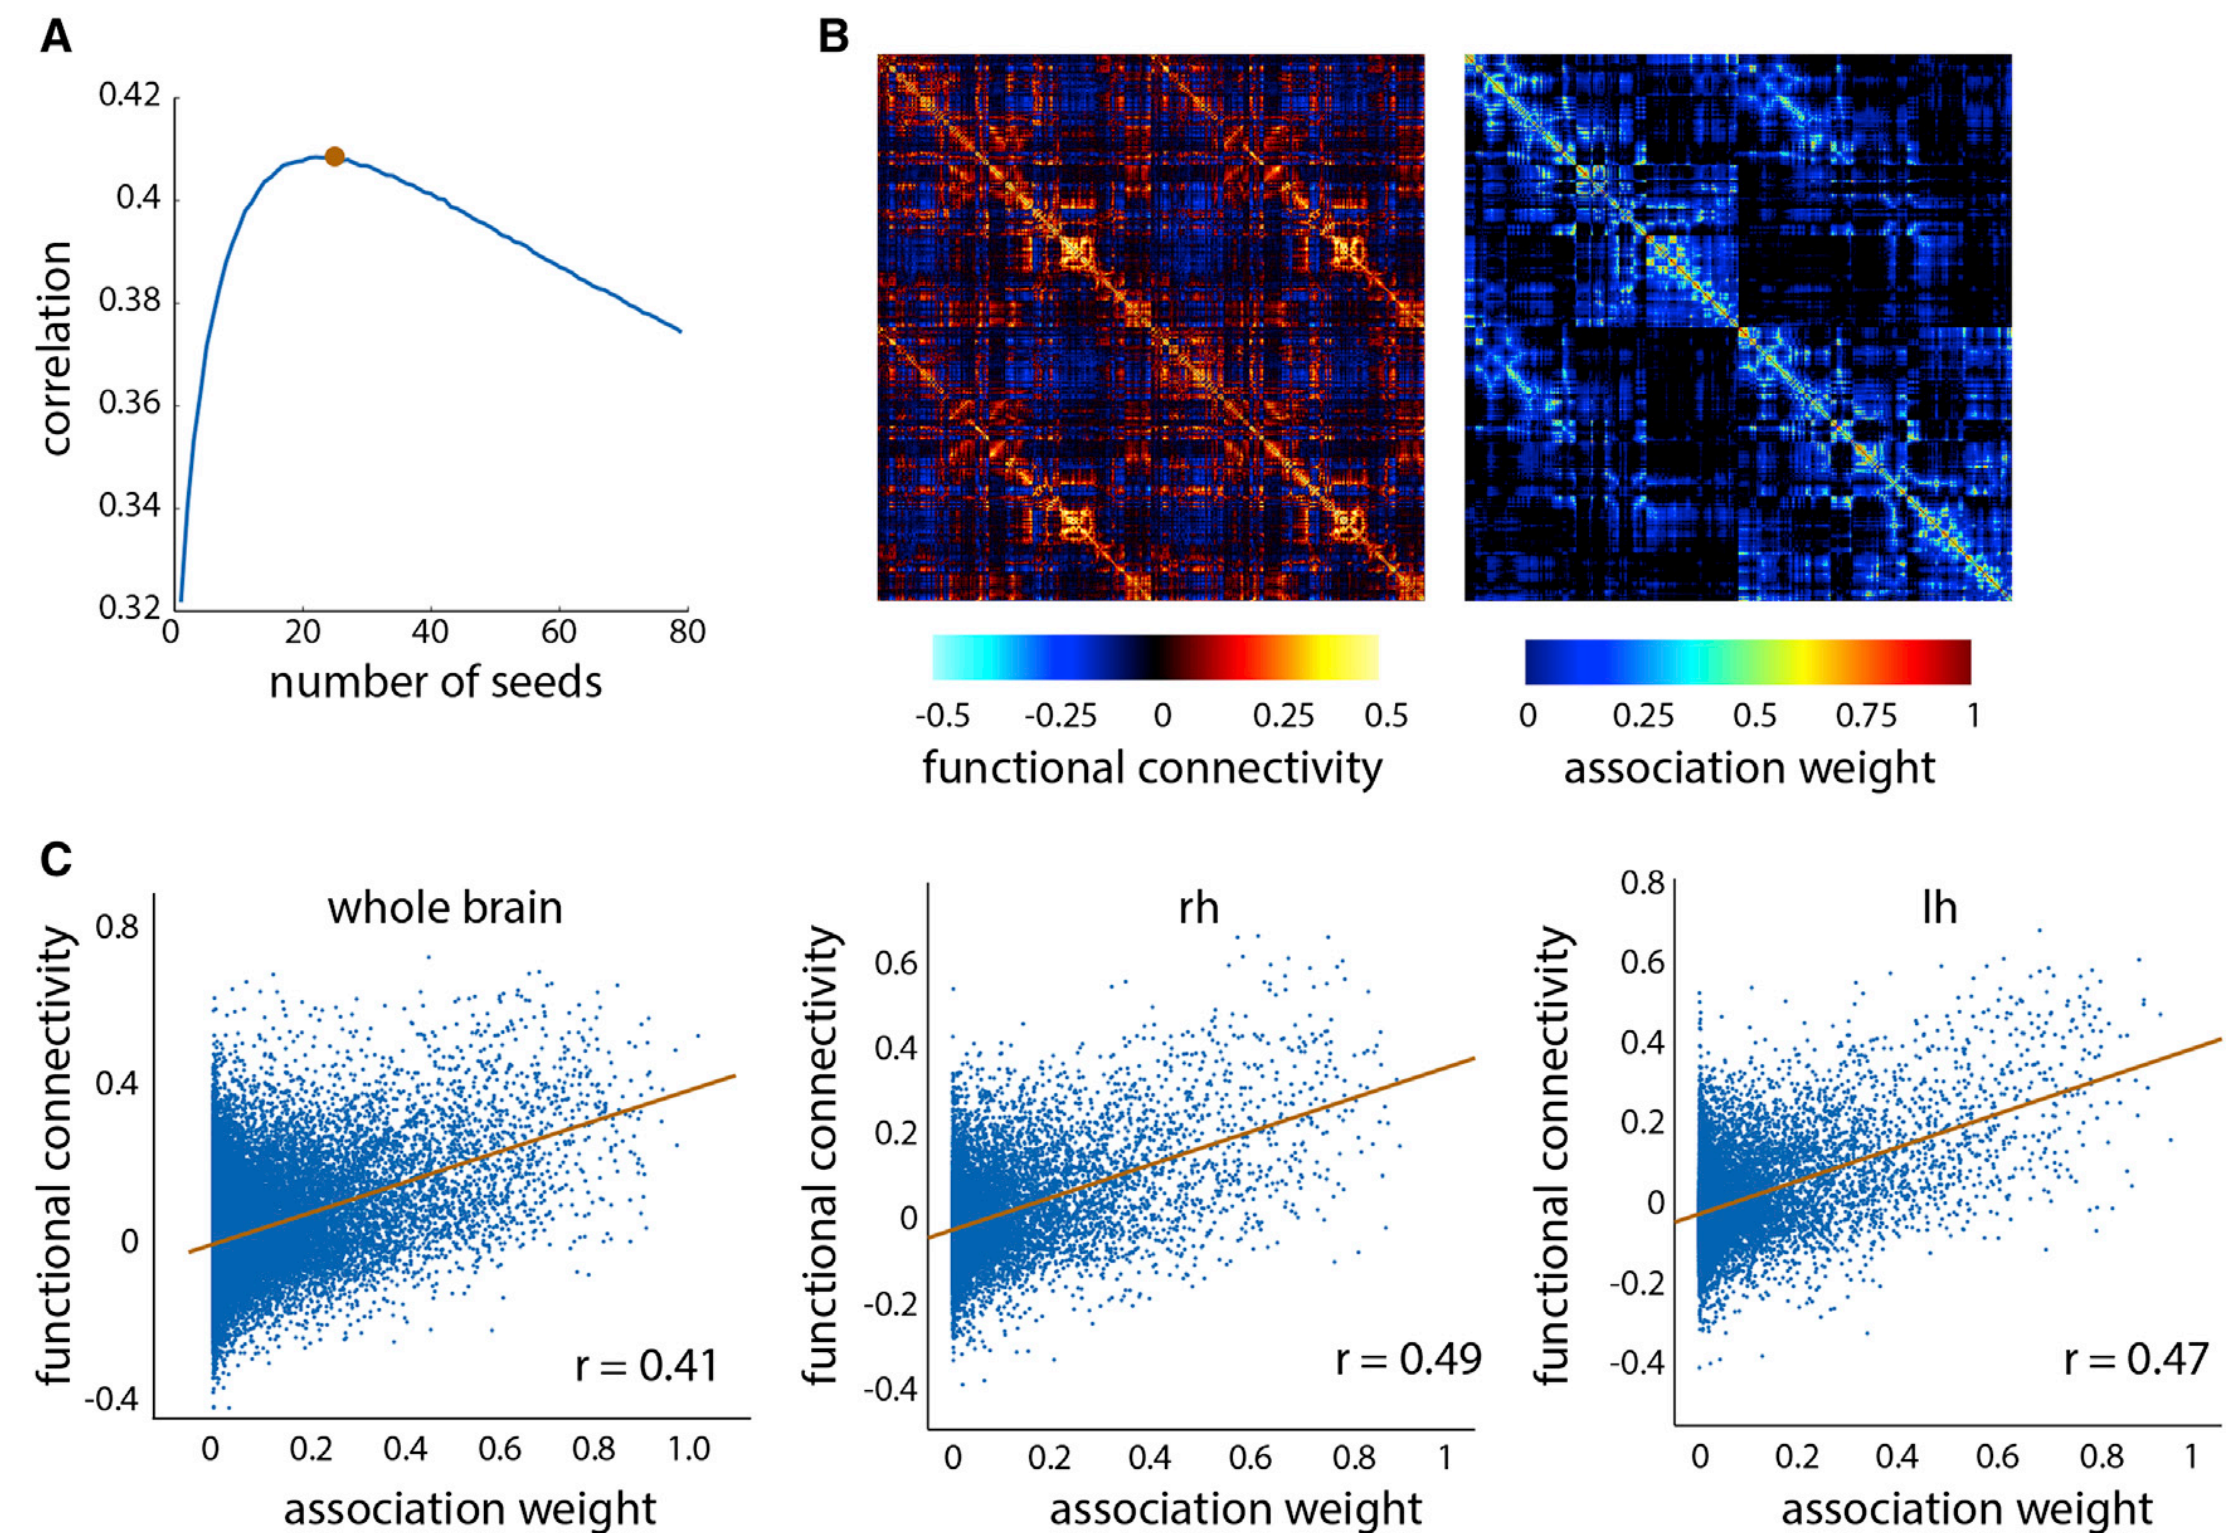 A
B
0.42
0.4
0.38
0.36
0.34
0.32
correlation
0 20 40 60 80
number of seeds
-0.5 -0.25 0 0.25 0.5
functional connectivity
0 0.25 0.5 0.75 1
association weight
C
whole brain
functional connectivity
0.8
0.4
0
-0.4
r = 0.41
0 0.2 0.4 0.6 0.8 1.0
association weight
rh
functional connectivity
0.6
0.4
0.2
0
-0.2
-0.4
r = 0.49
0 0.2 0.4 0.6 0.8 1
association weight
lh
functional connectivity
0.8
0.6
0.4
0.2
0
-0.2
-0.4
r = 0.47
0 0.2 0.4 0.6 0.8 1
association weight